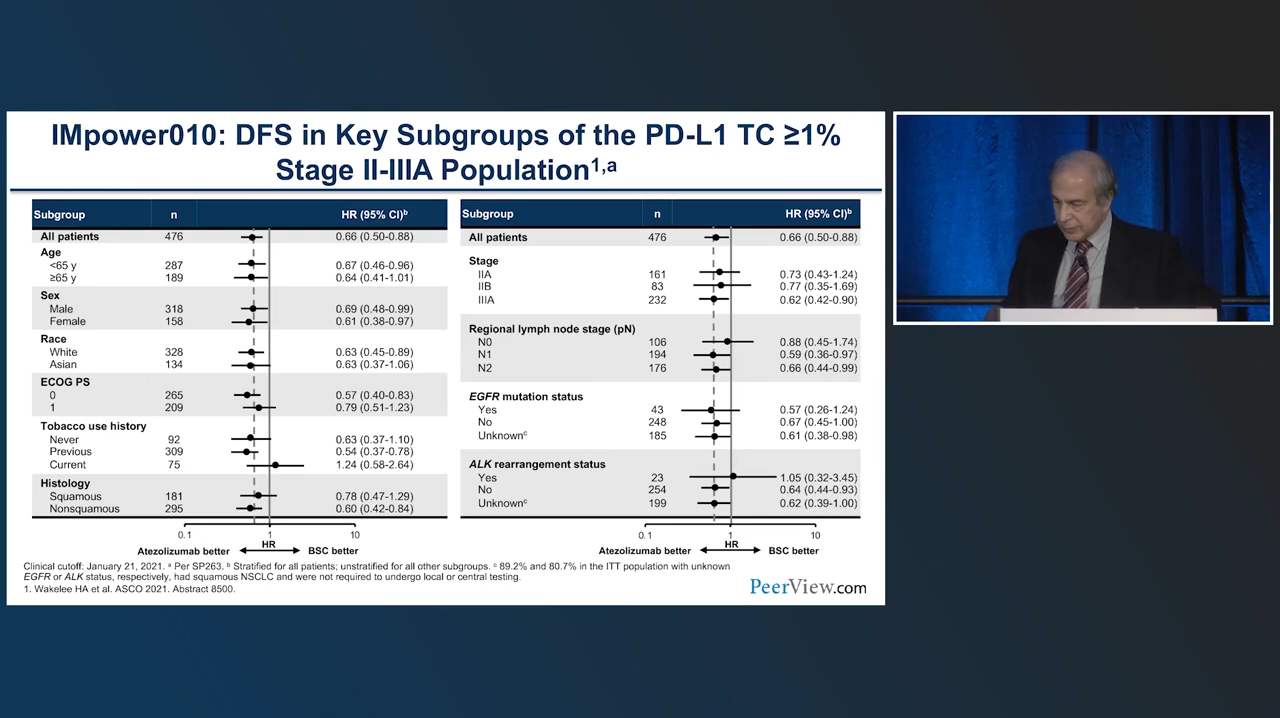 IMpower010: DFS in Key Subgroups of the PD-L1 TC ≥1%
Stage II-IIIA Population1,a
Subgroup n HR (95% CI)b
All patients 476 0.66 (0.50-0.88)
Age
<65 y 287 0.67 (0.46-0.96)
≥65 y 189 0.64 (0.41-1.01)
Sex
Male 318 0.69 (0.48-0.99)
Female 158 0.61 (0.38-0.97)
Race
White 328 0.63 (0.45-0.89)
Asian 134 0.63 (0.37-1.06)
ECOG PS
0 265 0.57 (0.40-0.83)
1 209 0.79 (0.51-1.23)
Tobacco use history
Never 92 0.63 (0.37-1.10)
Previous 309 0.54 (0.37-0.78)
Current 75 1.24 (0.58-2.64)
Histology
Squamous 181 0.78 (0.47-1.29)
Nonsquamous 295 0.60 (0.42-0.84)
0.1 1 10
HR
Atezolizumab better BSC better
Subgroup n HR (95% CI)b
All patients 476 0.66 (0.50-0.88)
Stage
IIA 161 0.73 (0.43-1.24)
IIB 83 0.77 (0.35-1.69)
IIIA 232 0.62 (0.42-0.90)
Regional lymph node stage (pN)
N0 106 0.88 (0.45-1.74)
N1 194 0.59 (0.36-0.97)
N2 176 0.66 (0.44-0.99)
EGFR mutation status
Yes 43 0.57 (0.26-1.24)
No 248 0.67 (0.45-1.00)
Unknownc 185 0.61 (0.38-0.98)
ALK rearrangement status
Yes 23 1.05 (0.32-3.45)
No 254 0.64 (0.44-0.93)
Unknownc 199 0.62 (0.39-1.00)
0.1 1 10
HR
Atezolizumab better BSC better
Clinical cutoff: January 21, 2021. a Per SP263. b Stratified for all patients; unstratified for all other subgroups. c 89.2% and 80.7% in the ITT population with unknown
EGFR or ALK status, respectively, had squamous NSCLC and were not required to undergo local or central testing.
1. Wakelee HA et al. ASCO 2021. Abstract 8500.
PeerView.com